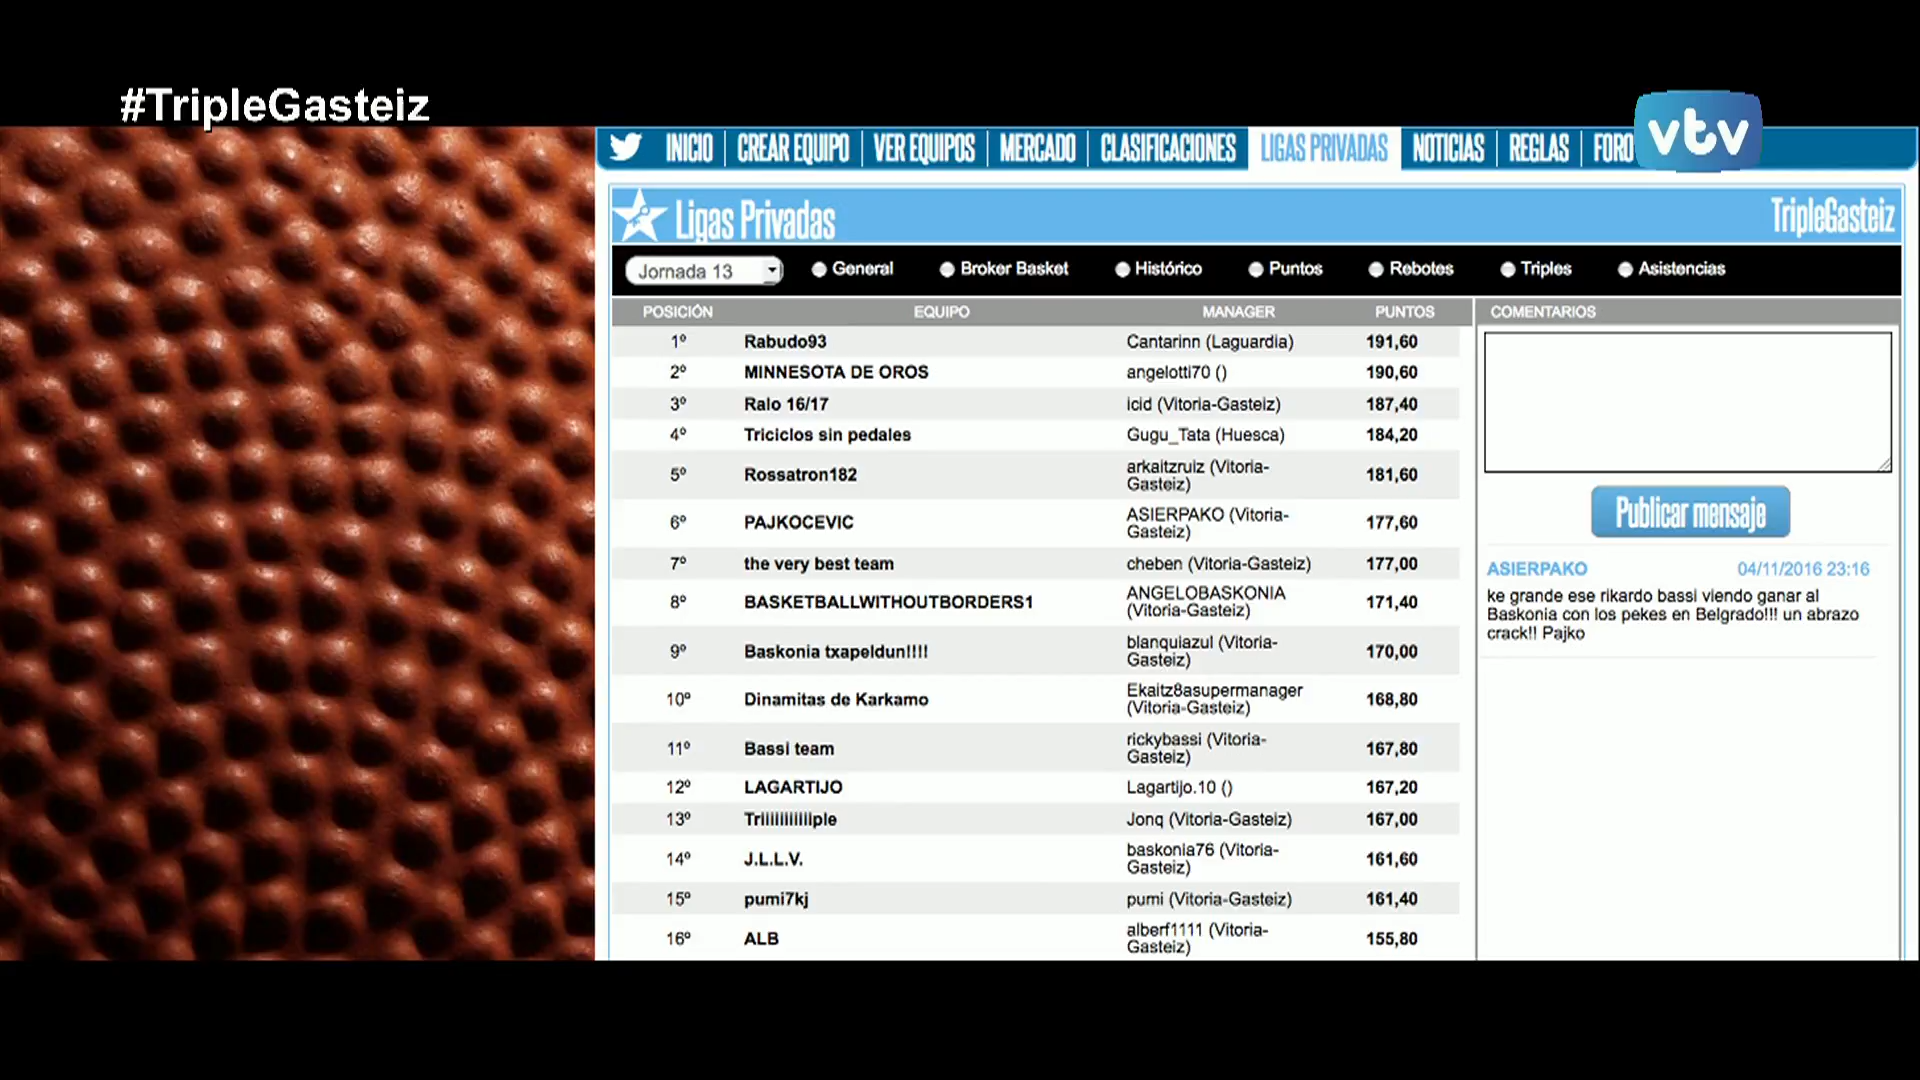 #TripleGasteiz
vtv
INICIO CREAR EQUIPO VER EQUIPOS MERCADO CLASIFICACIONES LIGAS PRIVADAS NOTICIAS REGLAS FORO
Ligas Privadas TripleGasteiz
Jornada 13 General Broker Basket Histórico Puntos Rebotes Triples Asistencias
POSICIÓN EQUIPO MANAGER PUNTOS
1º Rabudo93 Cantarinn (Laguardia) 191,60
2º MINNESOTA DE OROS angelotti70 () 190,60
3º Ralo 16/17 icid (Vitoria-Gasteiz) 187,40
4º Triciclos sin pedales Gugu_Tata (Huesca) 184,20
5º Rossatron182 arkaitzruiz (Vitoria-
Gasteiz) 181,60
6º PAJKOCEVIC ASIERPAKO (Vitoria-
Gasteiz) 177,60
7º the very best team cheben (Vitoria-Gasteiz) 177,00
8º BASKETBALLWITHOUTBORDERS1 ANGELOBASKONIA
(Vitoria-Gasteiz) 171,40
9º Baskonia txapeldun!!!! blanquiazul (Vitoria-
Gasteiz) 170,00
10º Dinamitas de Karkamo Ekaitz8asupermanager
(Vitoria-Gasteiz) 168,80
11º Bassi team rickybassi (Vitoria-
Gasteiz) 167,80
12º LAGARTIJO Lagartijo.10 () 167,20
13º Triiiiiiiiiiiple Jonq (Vitoria-Gasteiz) 167,00
14º J.L.L.V. baskonia76 (Vitoria-
Gasteiz) 161,60
15º pumi7kj pumi (Vitoria-Gasteiz) 161,40
16º ALB alberf1111 (Vitoria-
Gasteiz) 155,80
COMENTARIOS
Publicar mensaje
ASIERPAKO 04/11/2016 23:16
ke grande ese rikardo bassi viendo ganar al
Baskonia con los pekes en Belgrado!!! un abrazo
crack!! Pajko